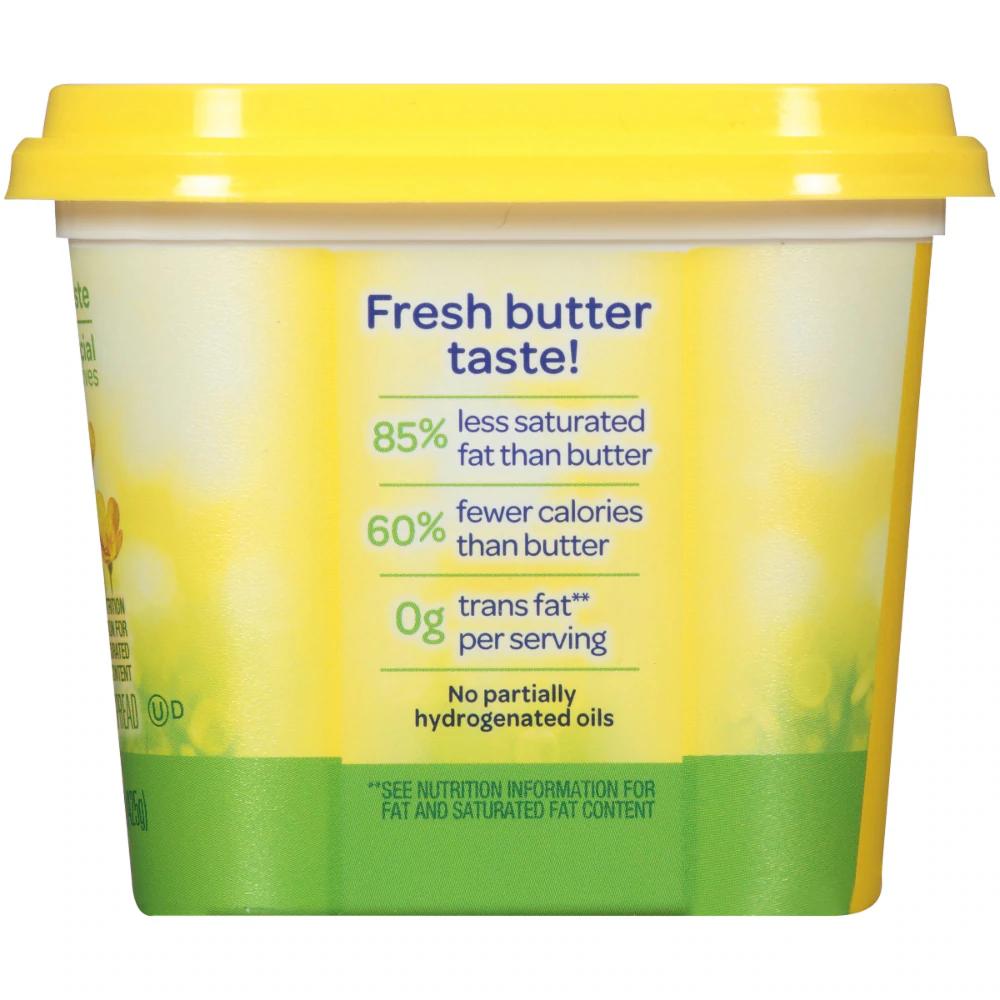 Fresh butter
taste!
85% less saturated
fat than butter
60% fewer calories
than butter
0g trans fat**
per serving
No partially
hydrogenated oils
**SEE NUTRITION INFORMATION FOR
FAT AND SATURATED FAT CONTENT
U D